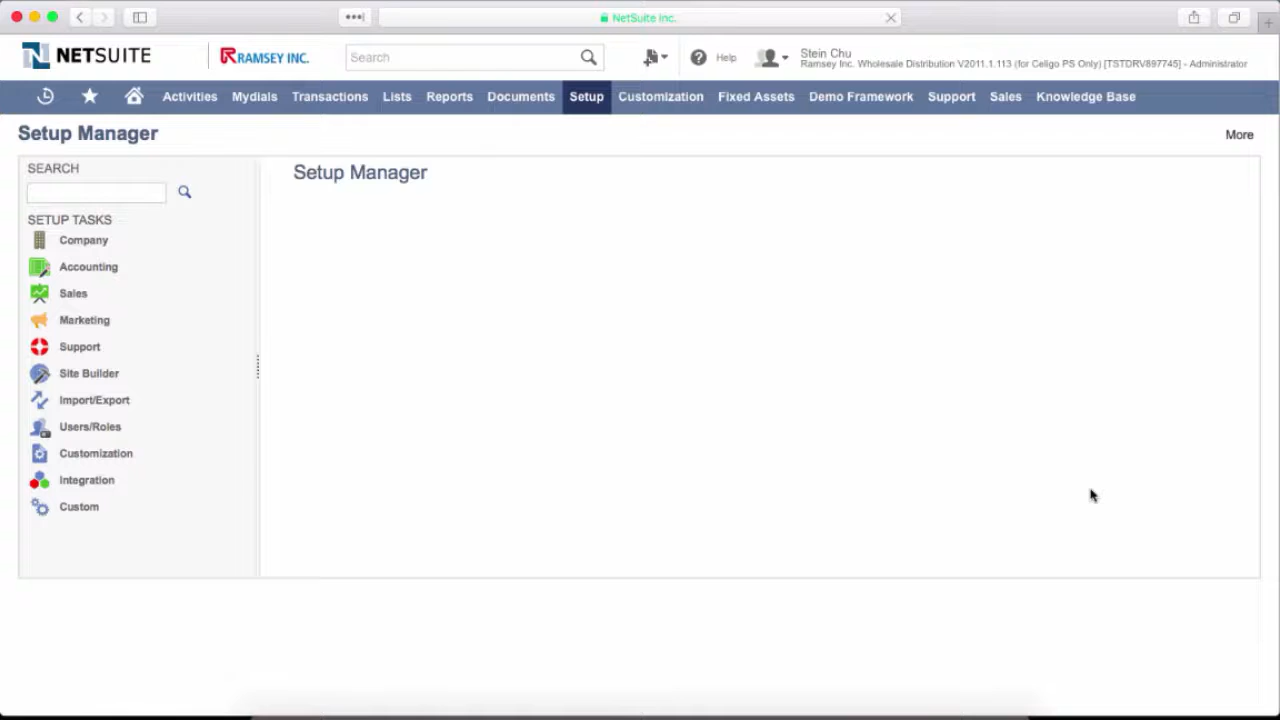 NetSuite Inc.
NETSUITE
RAMSEY INC.
Search
Help
Stein Chu
Ramsey Inc. Wholesale Distribution V2011.1.113 (for Celigo PS Only) [TSTDRV897745] - Administrator
Activities Mydials Transactions Lists Reports Documents Setup Customization Fixed Assets Demo Framework Support Sales Knowledge Base
Setup Manager
More
SEARCH
Setup Manager
SETUP TASKS
Company
Accounting
Sales
Marketing
Support
Site Builder
Import/Export
Users/Roles
Customization
Integration
Custom